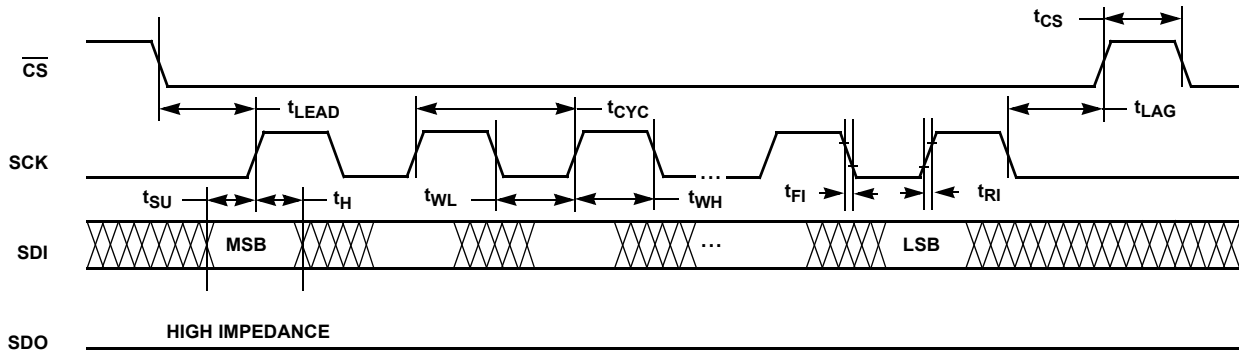 tCS
CS
tLEAD
tCYC
tLAG
SCK
...
tSU
tH
tWL
tWH
tFI
tRI
SDI
MSB
...
LSB
HIGH IMPEDANCE
SDO